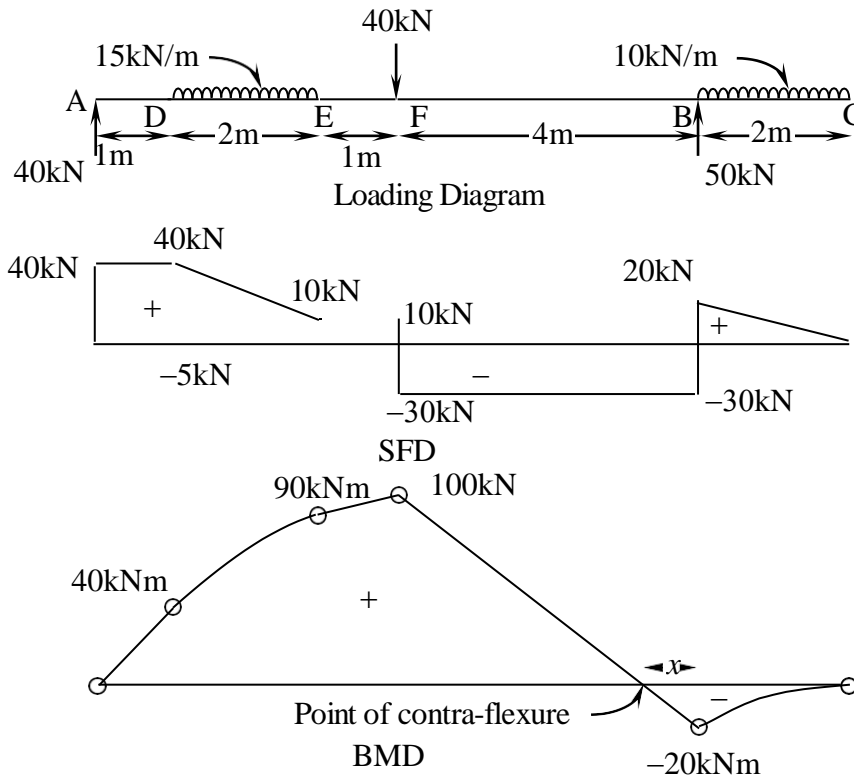 40kN
15kN/m
10kN/m
A
D
E
F
B
C
1m
2m
1m
4m
2m
40kN
50kN
Loading Diagram
40kN
40kN
10kN
10kN
20kN
+
+
−5kN
−
−30kN
−30kN
SFD
90kNm
100kN
40kNm
+
x
−
Point of contra-flexure
BMD
−20kNm